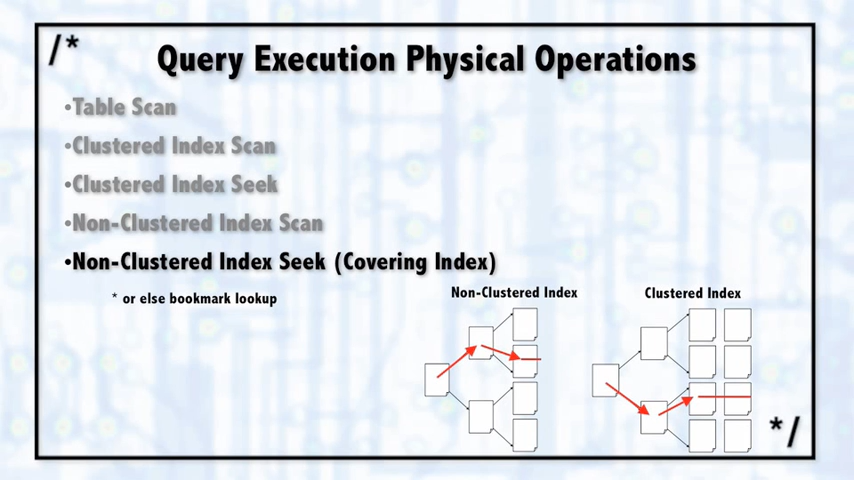 /*
Query Execution Physical Operations
•Table Scan
•Clustered Index Scan
•Clustered Index Seek
•Non-Clustered Index Scan
•Non-Clustered Index Seek (Covering Index)
* or else bookmark lookup
Non-Clustered Index
Clustered Index
*/